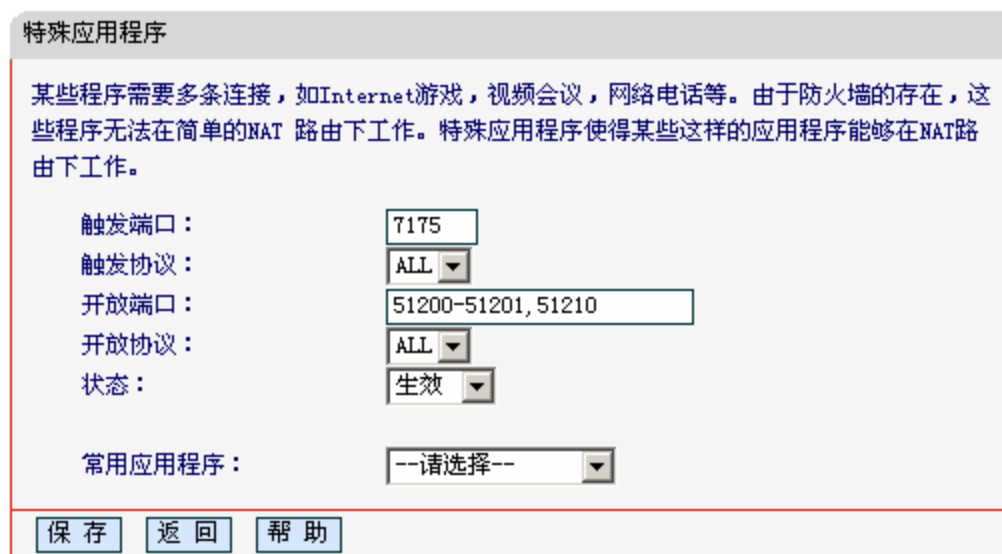 特殊应用程序
某些程序需要多条连接，如Internet游戏，视频会议，网络电话等。由于防火墙的存在，这
些程序无法在简单的NAT 路由下工作。特殊应用程序使得某些这样的应用程序能够在NAT路
由下工作。
触发端口： 7175
触发协议： ALL
开放端口： 51200-51201,51210
开放协议： ALL
状态： 生效
常用应用程序： --请选择--
保 存 返 回 帮 助